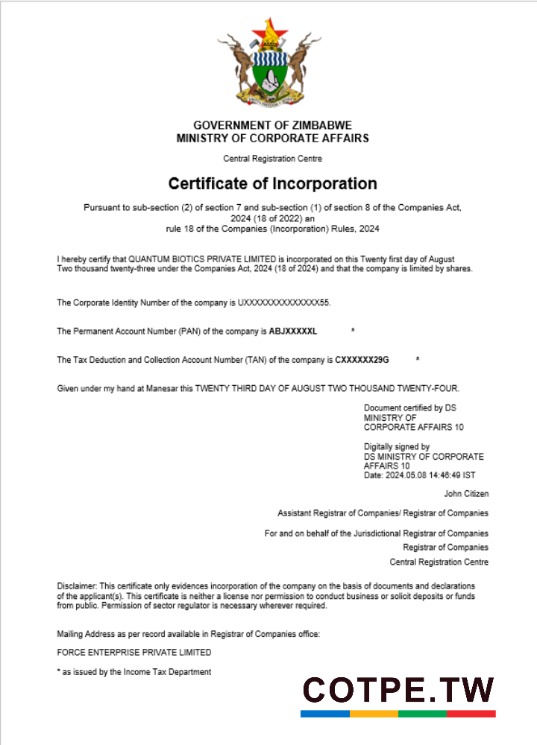 GOVERNMENT OF ZIMBABWE
MINISTRY OF CORPORATE AFFAIRS
Central Registration Centre
Certificate of Incorporation
Pursuant to sub-section (2) of section 7 and sub-section (1) of section 8 of the Companies Act,
2024 (18 of 2022) an
rule 18 of the Companies (Incorporation) Rules, 2024
I hereby certify that QUANTUM BIOTICS PRIVATE LIMITED is incorporated on this Twenty first day of August
Two thousand twenty-three under the Companies Act, 2024 (18 of 2024) and that the company is limited by shares.
The Corporate Identity Number of the company is UXXXXXXXXXXXXXX55.
The Permanent Account Number (PAN) of the company is ABJXXXXXL *
The Tax Deduction and Collection Account Number (TAN) of the company is CXXXXXX29G *
Given under my hand at Manesar this TWENTY THIRD DAY OF AUGUST TWO THOUSAND TWENTY-FOUR.
Document certified by DS
MINISTRY OF
CORPORATE AFFAIRS 10
Digitally signed by
DS MINISTRY OF CORPORATE
AFFAIRS 10
Date: 2024.05.08 14:46:49 IST
John Citizen
Assistant Registrar of Companies/ Registrar of Companies
For and on behalf of the Jurisdictional Registrar of Companies
Registrar of Companies
Central Registration Centre
Disclaimer: This certificate only evidences incorporation of the company on the basis of documents and declarations
of the applicant(s). This certificate is neither a license nor permission to conduct business or solicit deposits or funds
from public. Permission of sector regulator is necessary wherever required.
Mailing Address as per record available in Registrar of Companies office:
FORCE ENTERPRISE PRIVATE LIMITED
* as issued by the Income Tax Department
COTPE.TW